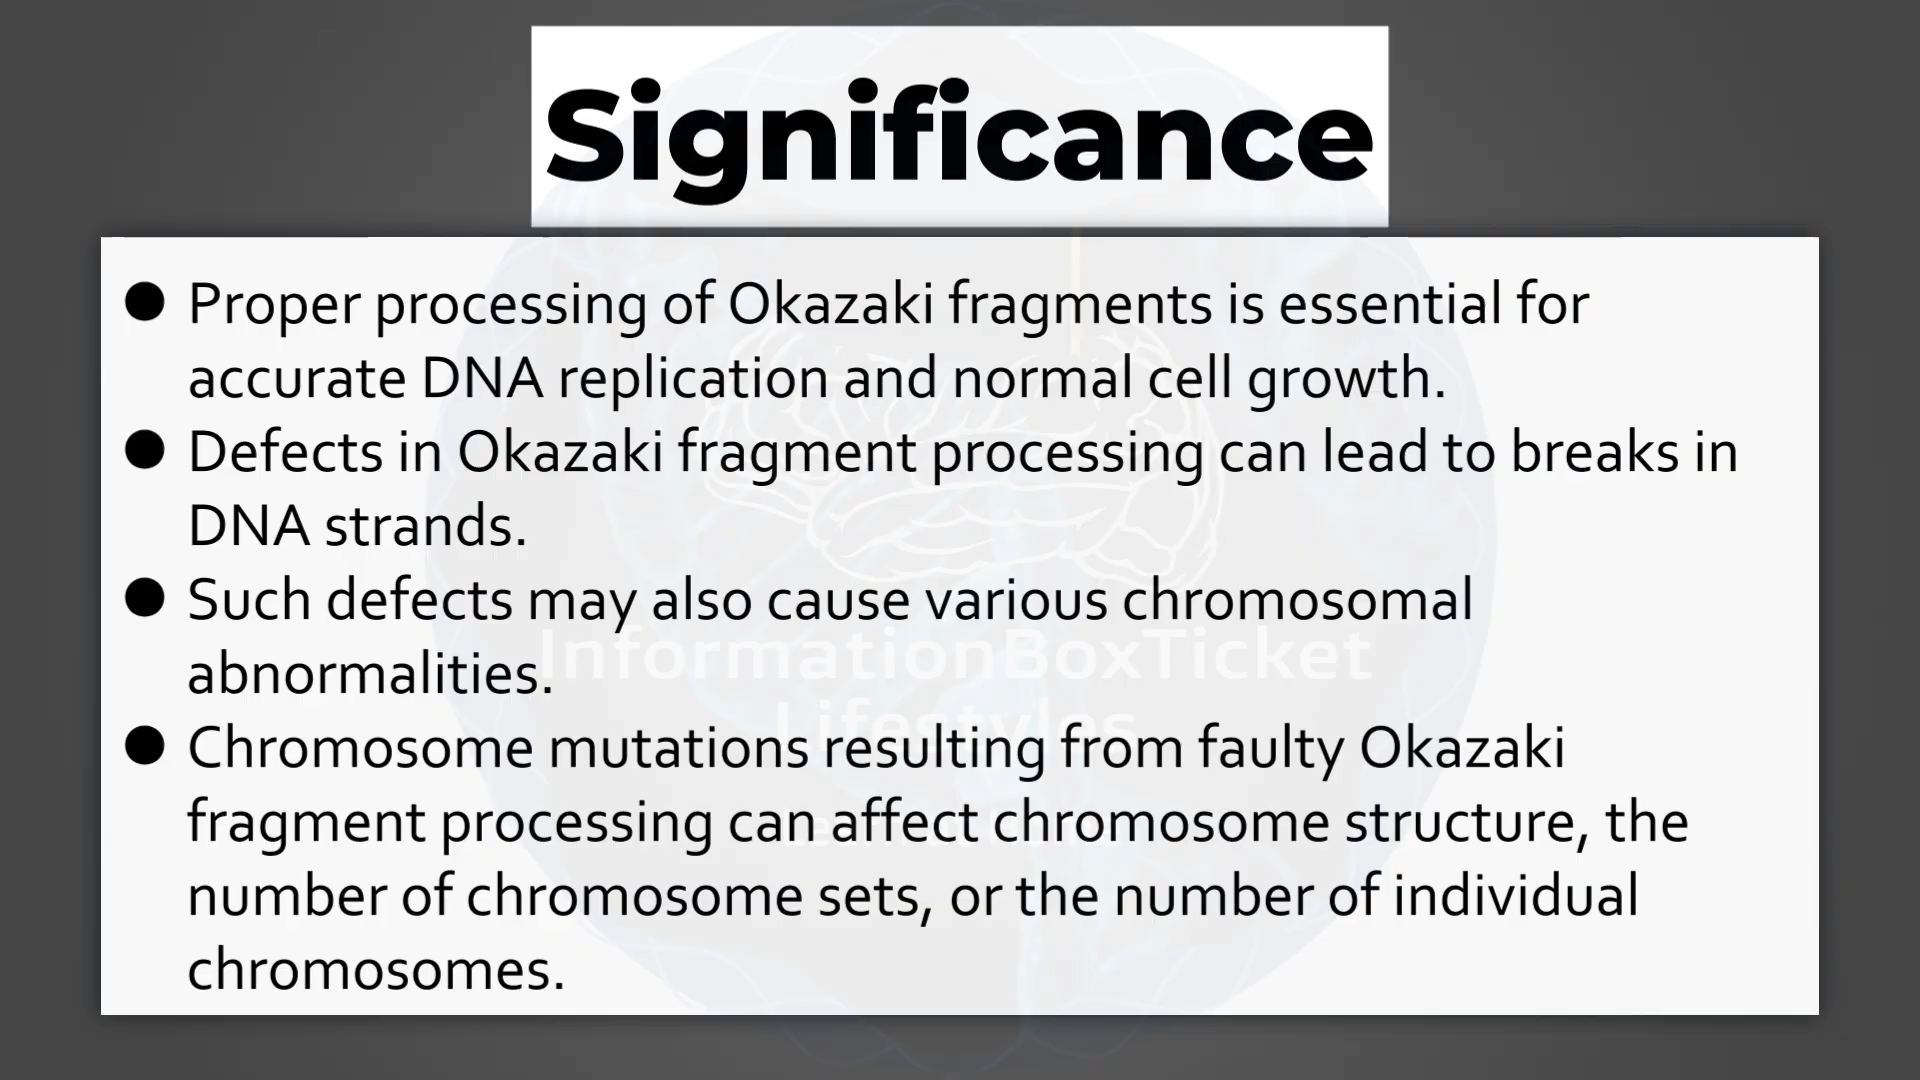 Significance
● Proper processing of Okazaki fragments is essential for
accurate DNA replication and normal cell growth.
● Defects in Okazaki fragment processing can lead to breaks in
DNA strands.
● Such defects may also cause various chromosomal
abnormalities.
InformationBoxTicket
Lifestyles
● Chromosome mutations resulting from faulty Okazaki
fragment processing can affect chromosome structure, the
number of chromosome sets, or the number of individual
chromosomes.